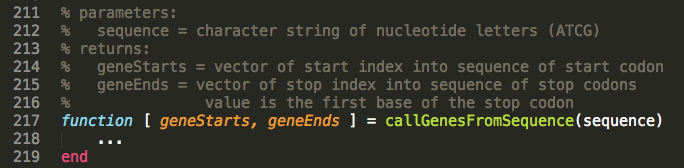 211 % parameters:
212 %   sequence = character string of nucleotide letters (ATCG)
213 % returns:
214 %   geneStarts = vector of start index into sequence of start codon
215 %   geneEnds = vector of stop index into sequence of stop codons
216 %              value is the first base of the stop codon
217 function [ geneStarts, geneEnds ] = callGenesFromSequence(sequence)
218     ...
219 end